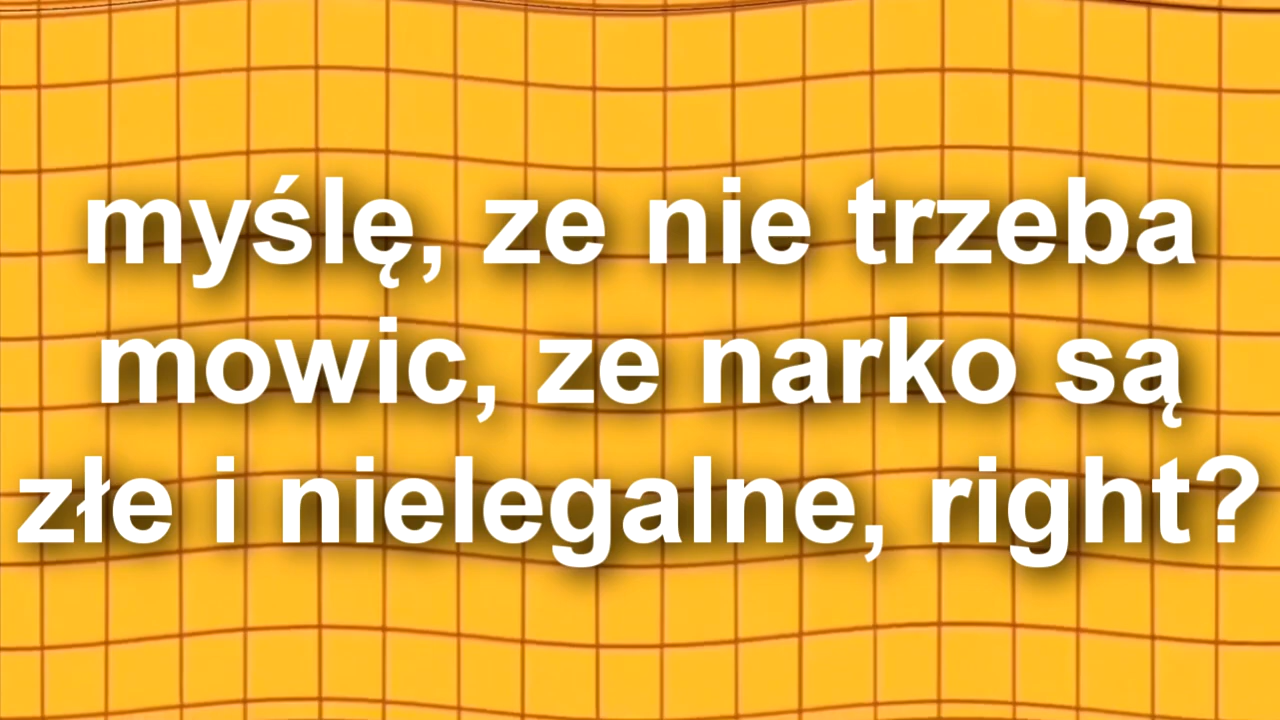 myślę, ze nie trzeba
mowic, ze narko są
złe i nielegalne, right?